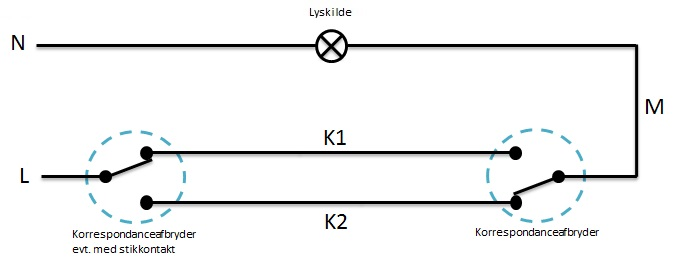 Lyskilde
N
M
K1
L
K2
Korrespondanceafbryder
evt. med stikkontakt
Korrespondanceafbryder